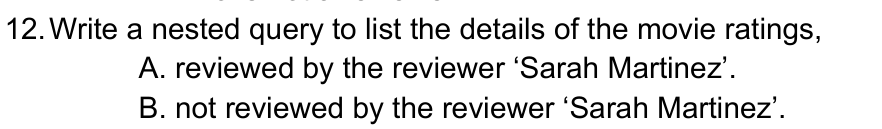 12. Write a nested query to list the details of the movie ratings,
A. reviewed by the reviewer ‘Sarah Martinez’.
B. not reviewed by the reviewer ‘Sarah Martinez’.